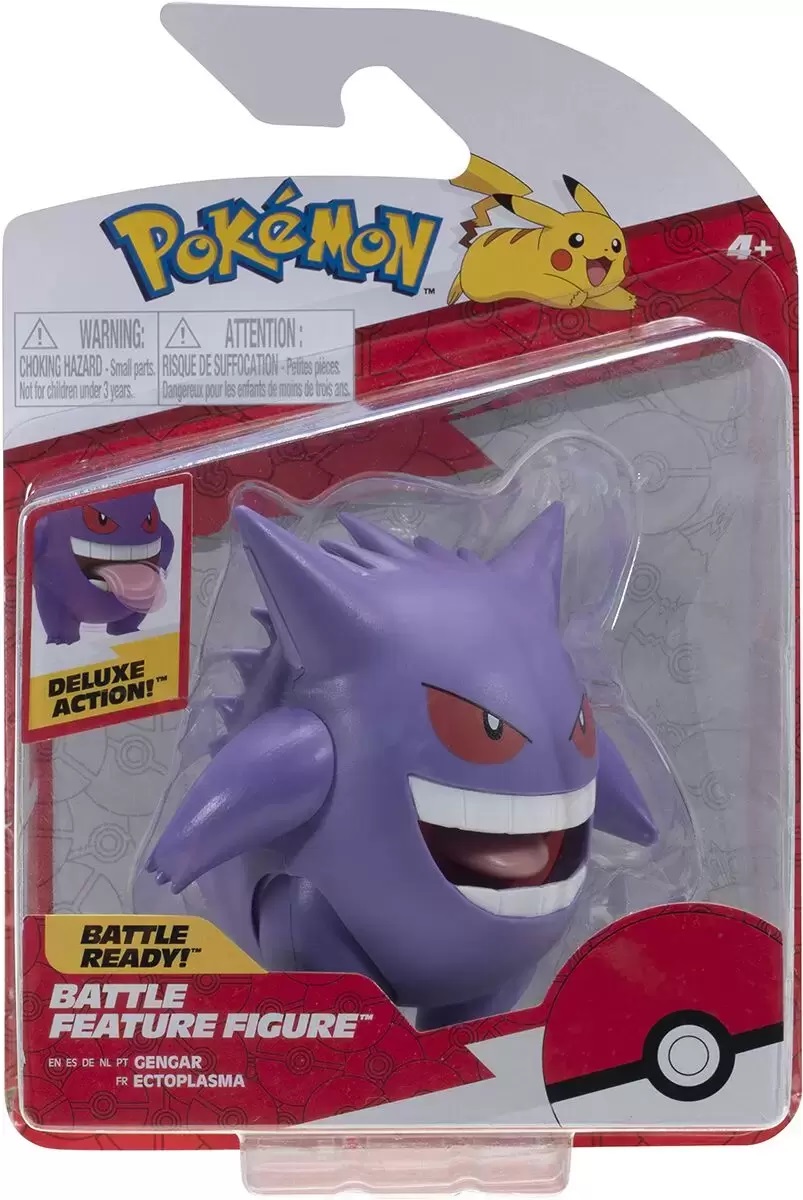 POKéMON™
4+
WARNING:
CHOKING HAZARD - Small parts.
Not for children under 3 years.
ATTENTION :
RISQUE DE SUFFOCATION - Petites pièces.
Dangereux pour les enfants de moins de trois ans.
DELUXE
ACTION!™
BATTLE
READY!™
BATTLE
FEATURE FIGURE™
EN ES DE NL PT GENGAR
FR ECTOPLASMA